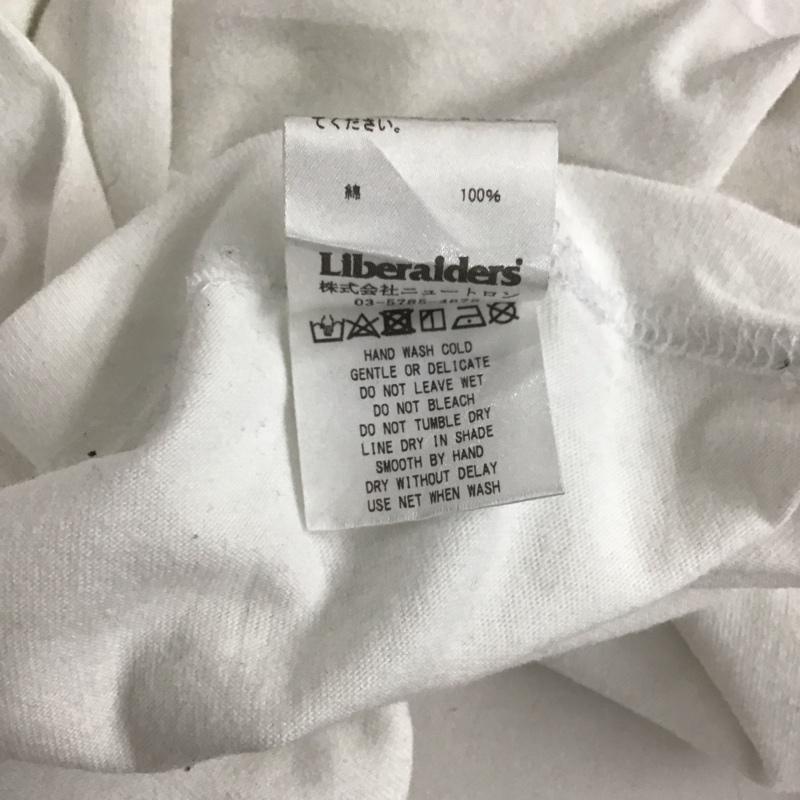 てください。
綿 100%
Liberaiders
株式会社ニュートロン
03-5785-
HAND WASH COLD
GENTLE OR DELICATE
DO NOT LEAVE WET
DO NOT BLEACH
DO NOT TUMBLE DRY
LINE DRY IN SHADE
SMOOTH BY HAND
DRY WITHOUT DELAY
USE NET WHEN WASH